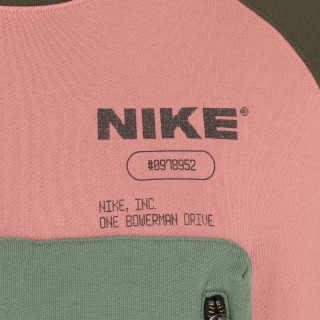 NIKE®
#0978952
NIKE, INC.
ONE BOWERMAN DRIVE